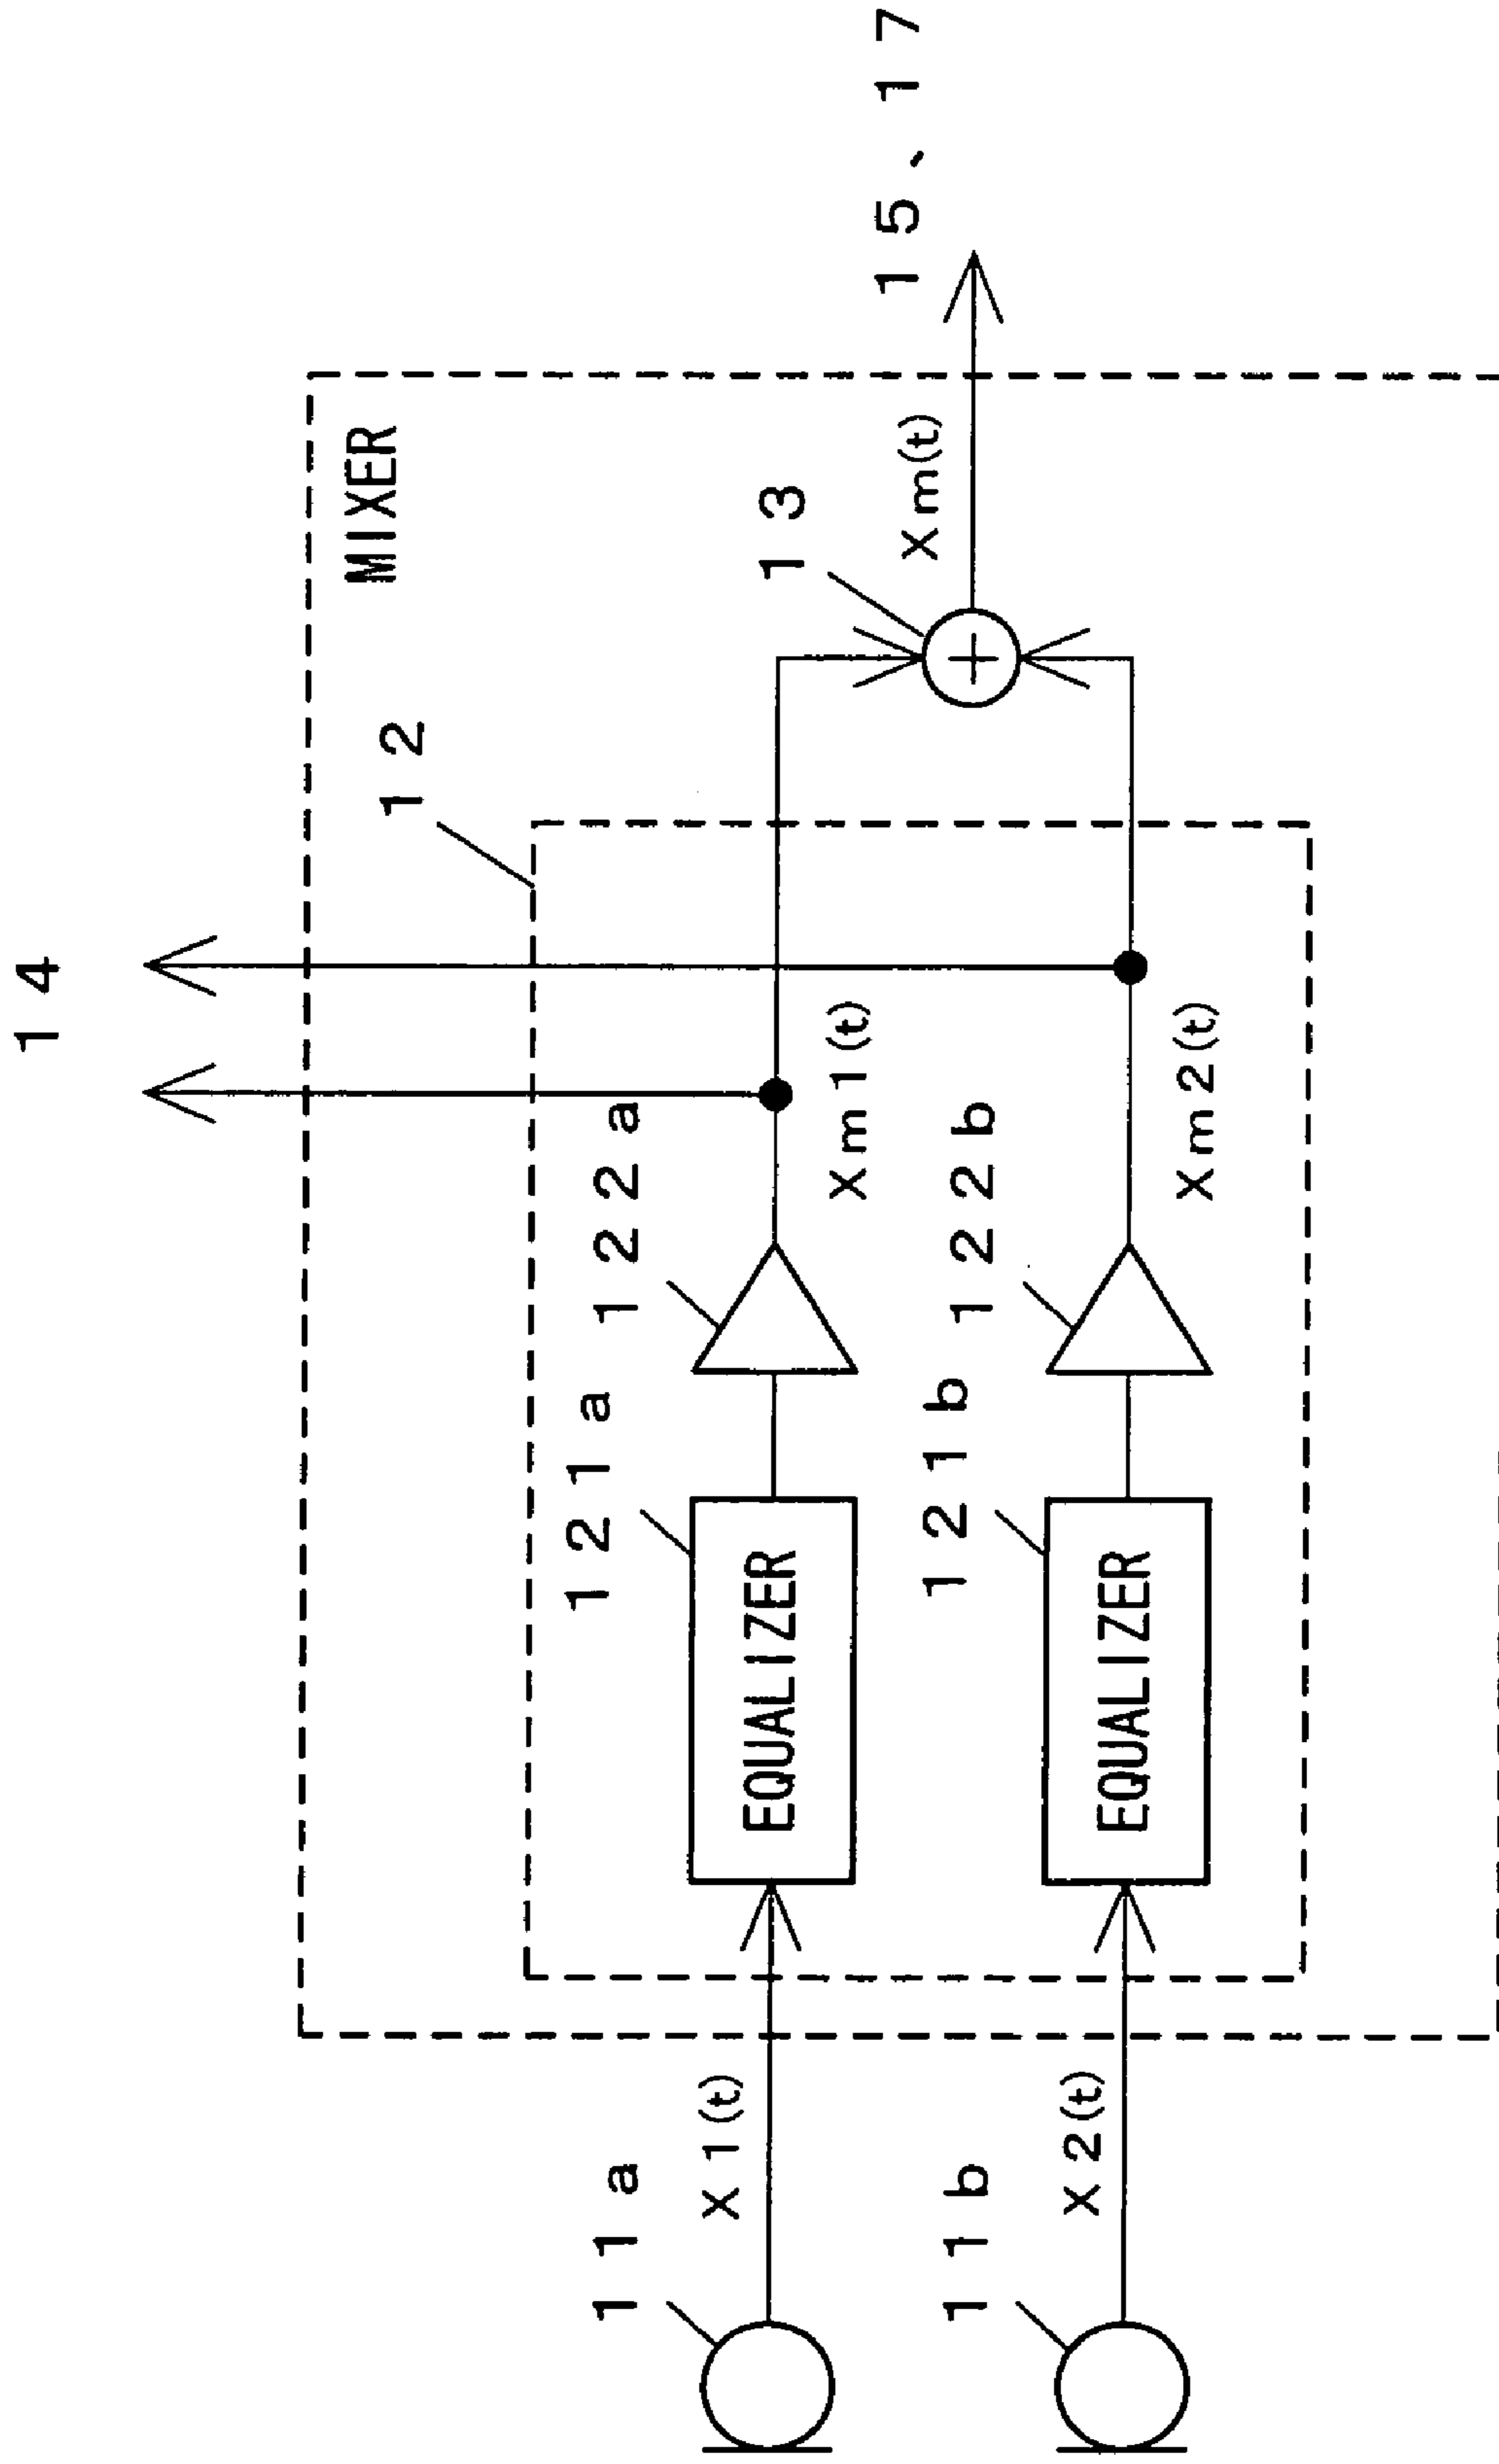 14
MIXER
12
13
15、17
Xm(t)
122a
121a
Xm1(t)
EQUALIZER
11a
X1(t)
122b
121b
Xm2(t)
EQUALIZER
11b
X2(t)